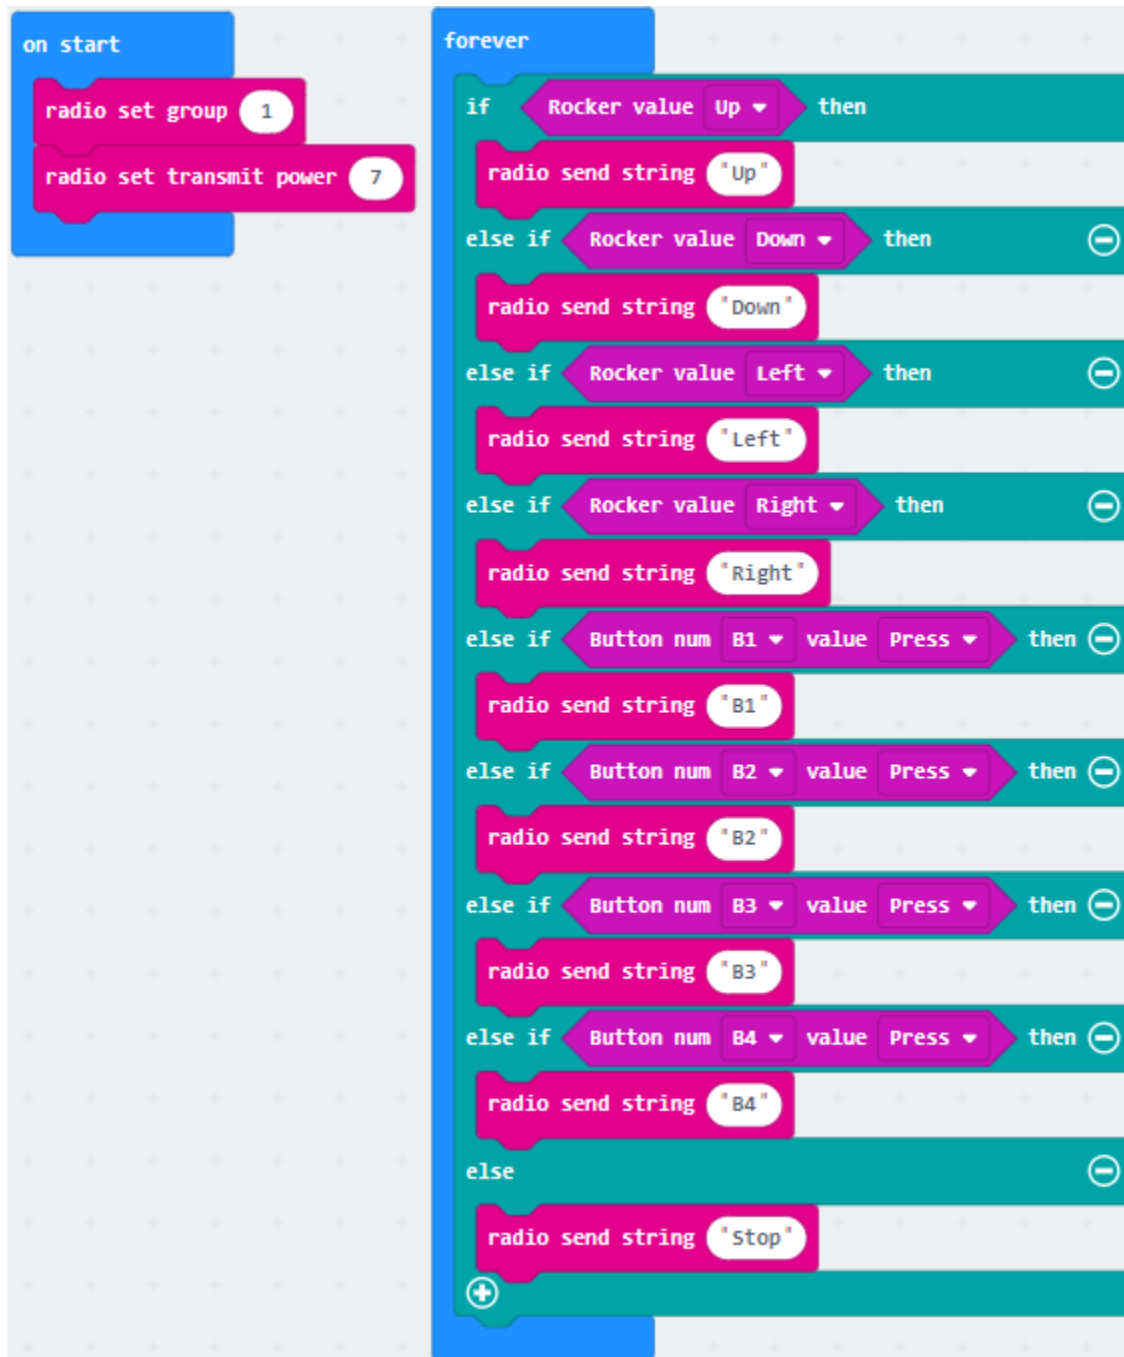 on start
radio set group 1
radio set transmit power 7
forever
if Rocker value Up then
radio send string "Up"
else if Rocker value Down then
radio send string "Down"
else if Rocker value Left then
radio send string "Left"
else if Rocker value Right then
radio send string "Right"
else if Button num B1 value Press then
radio send string "B1"
else if Button num B2 value Press then
radio send string "B2"
else if Button num B3 value Press then
radio send string "B3"
else if Button num B4 value Press then
radio send string "B4"
else
radio send string "Stop"